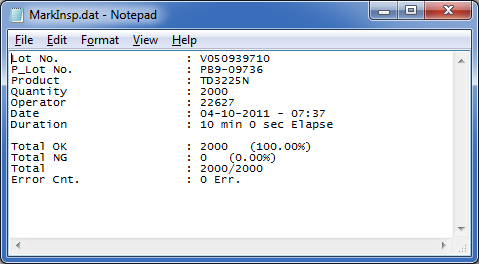 MarkInsp.dat - Notepad
File Edit Format View Help
Lot No. : V050939710
P_Lot No. : PB9-09736
Product : TD3225N
Quantity : 2000
Operator : 22627
Date : 04-10-2011 - 07:37
Duration : 10 min 0 sec Elapse
Total OK : 2000 (100.00%)
Total NG : 0 (0.00%)
Total : 2000/2000
Error Cnt. : 0 Err.